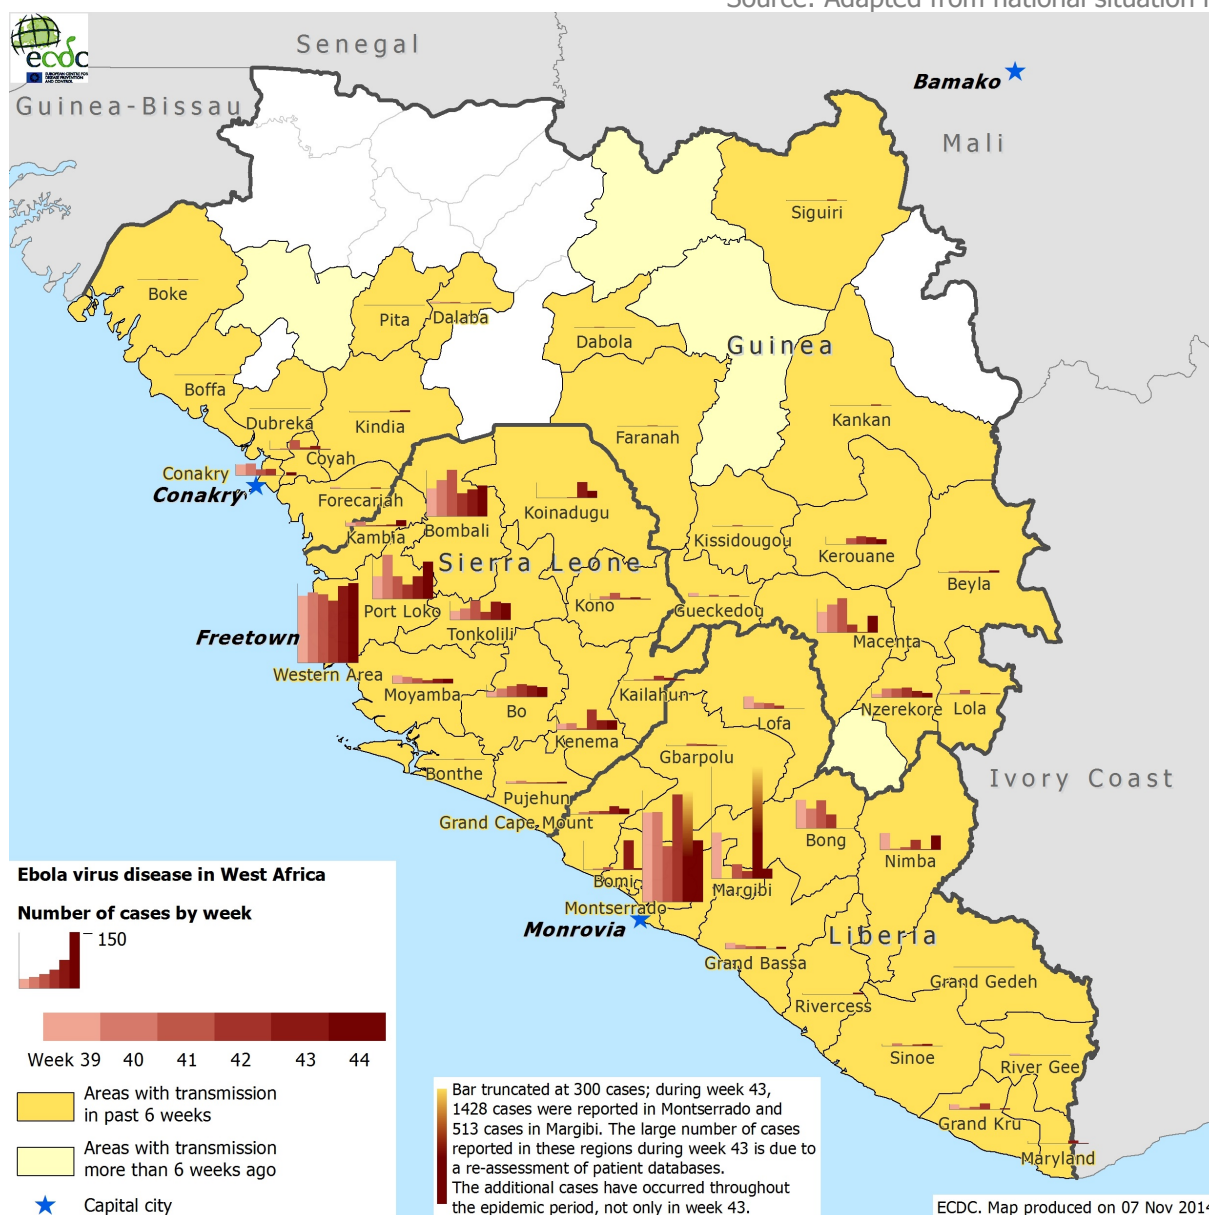 Source: Adapted from national situation
ecdc
EUROPEAN CENTRE FOR
DISEASE PREVENTION
AND CONTROL
Senegal
Bamako
Guinea-Bissau
Mali
Siguiri
Boke
Pita
Dalaba
Dabola
Guinea
Boffa
Dubreka
Kindia
Kankan
Faranah
Coyah
Conakry
Conakry
Forecariah
Kambia
Bombali
Koinadugu
Kissidougou
Kerouane
Sierra Leone
Beyla
Port Loko
Kono
Gueckedou
Tonkolili
Freetown
Macenta
Western Area
Moyamba
Kailahun
Bo
Nzerekore
Lola
Lofa
Kenema
Gbarpolu
Bonthe
Ivory Coast
Pujehun
Grand Cape Mount
Bong
Nimba
Bomi
Margibi
Montserrado
Monrovia
Liberia
Grand Bassa
Grand Gedeh
Rivercess
Sinoe
River Gee
Grand Kru
Maryland
Ebola virus disease in West Africa
Number of cases by week
150
Week 39 40 41 42 43 44
Areas with transmission
in past 6 weeks
Areas with transmission
more than 6 weeks ago
Capital city
Bar truncated at 300 cases; during week 43,
1428 cases were reported in Montserrado and
513 cases in Margibi. The large number of cases
reported in these regions during week 43 is due to
a re-assessment of patient databases.
The additional cases have occurred throughout
the epidemic period, not only in week 43.
ECDC. Map produced on 07 Nov 2014